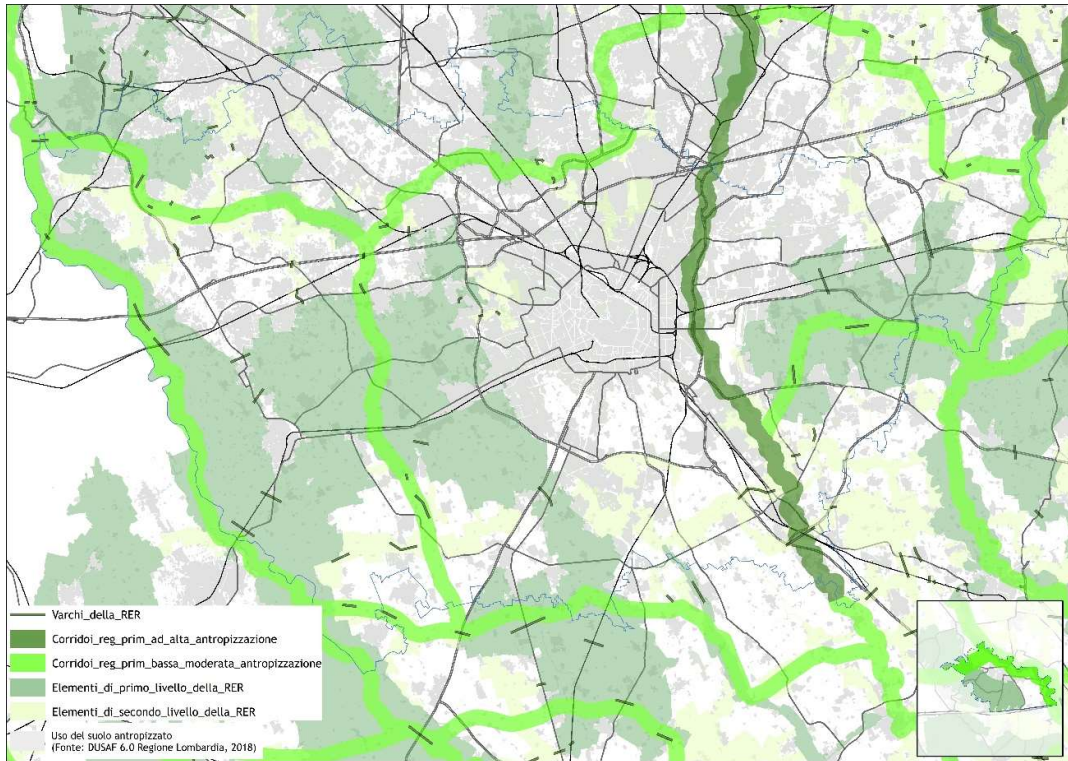 Varchi_della_RER
Corridoi_reg_prim_ad_alta_antropizzazione
Corridoi_reg_prim_bassa_moderata_antropizzazione
Elementi_di_primo_livello_della_RER
Elementi_di_secondo_livello_della_RER
Uso del suolo antropizzato
(Fonte: DUSAF 6.0 Regione Lombardia, 2018)